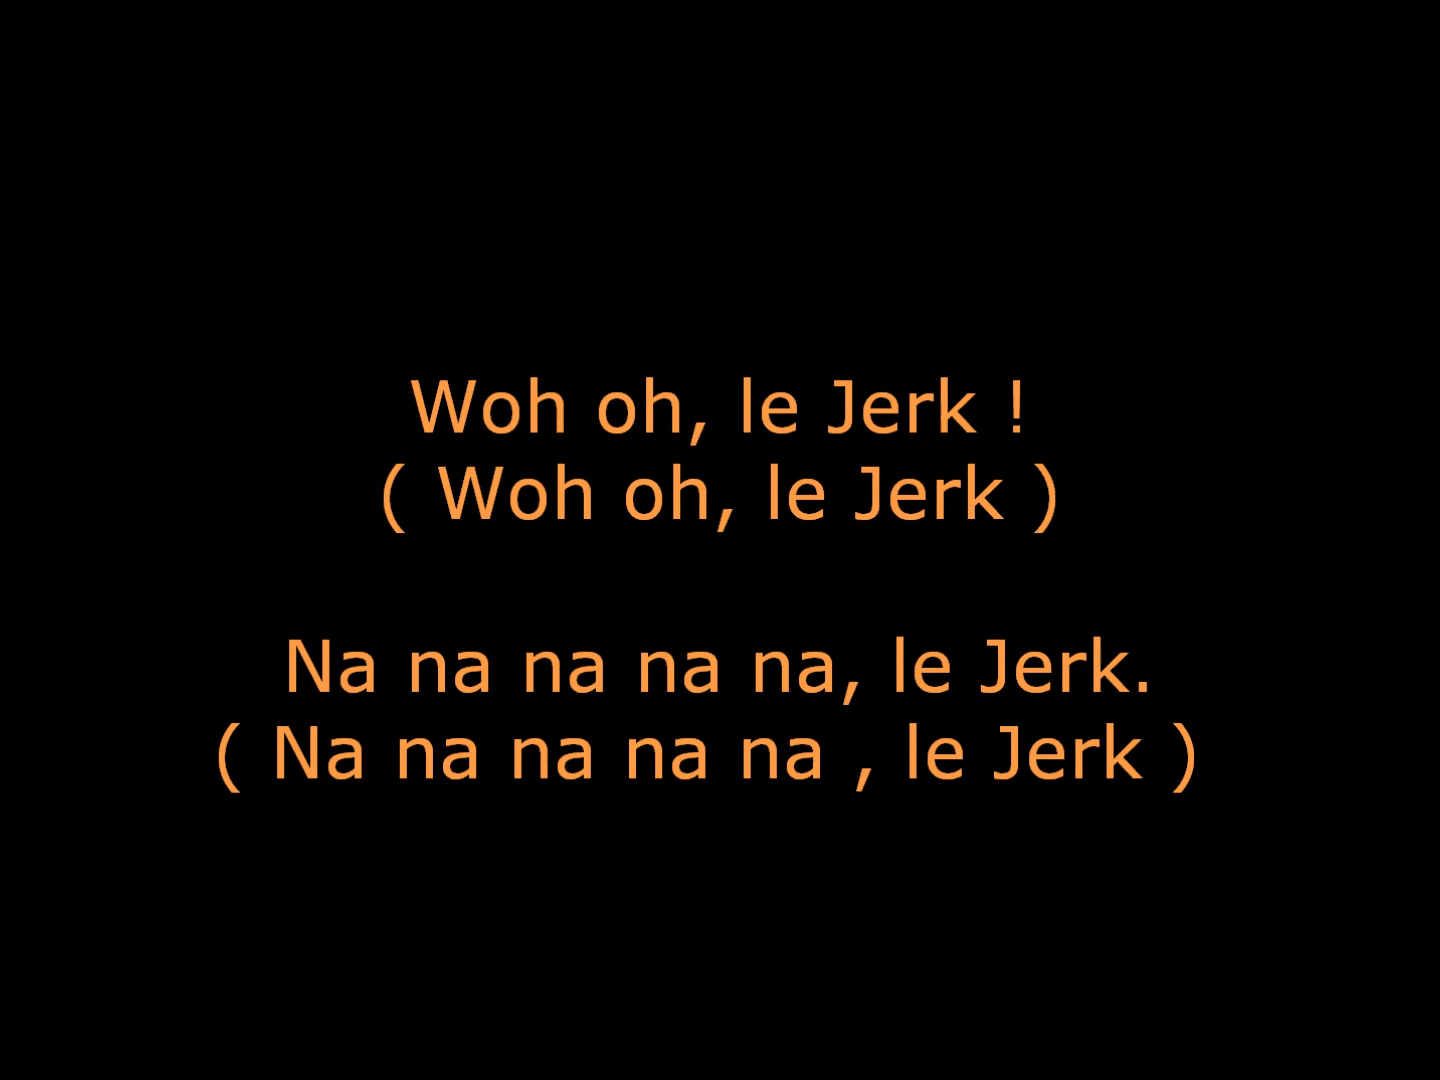 Woh oh, le Jerk !
( Woh oh, le Jerk )
Na na na na na, le Jerk.
( Na na na na na , le Jerk )